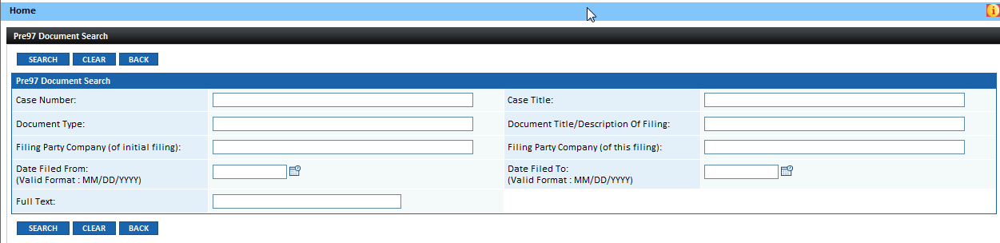 Home
Pre97 Document Search
SEARCH CLEAR BACK
Pre97 Document Search
Case Number: Case Title:
Document Type: Document Title/Description Of Filing:
Filing Party Company (of initial filing): Filing Party Company (of this filing):
Date Filed From: Date Filed To:
(Valid Format : MM/DD/YYYY) (Valid Format : MM/DD/YYYY)
Full Text:
SEARCH CLEAR BACK